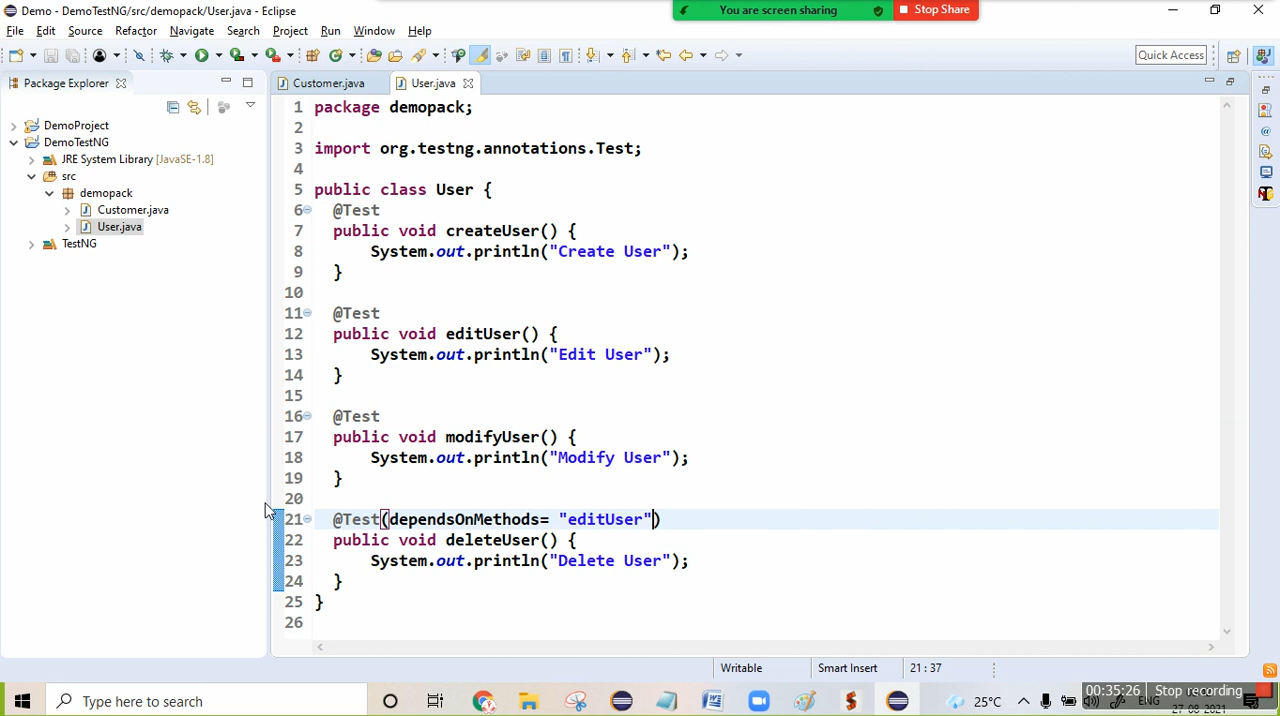 Demo - DemoTestNG/src/demopack/User.java - Eclipse
You are screen sharing
Stop Share
File Edit Source Refactor Navigate Search Project Run Window Help
Quick Access
Package Explorer
Customer.java
User.java
DemoProject
DemoTestNG
JRE System Library [JavaSE-1.8]
src
demopack
Customer.java
User.java
TestNG
1 package demopack;
2
3 import org.testng.annotations.Test;
4
5 public class User {
6 @Test
7 public void createUser() {
8 System.out.println("Create User");
9 }
10
11 @Test
12 public void editUser() {
13 System.out.println("Edit User");
14 }
15
16 @Test
17 public void modifyUser() {
18 System.out.println("Modify User");
19 }
20
21 @Test(dependsOnMethods= "editUser")
22 public void deleteUser() {
23 System.out.println("Delete User");
24 }
25 }
26
Writable Smart Insert 21 : 37
Type here to search
25°C
ENG
00:35:26 Stop recording
27-08-2021